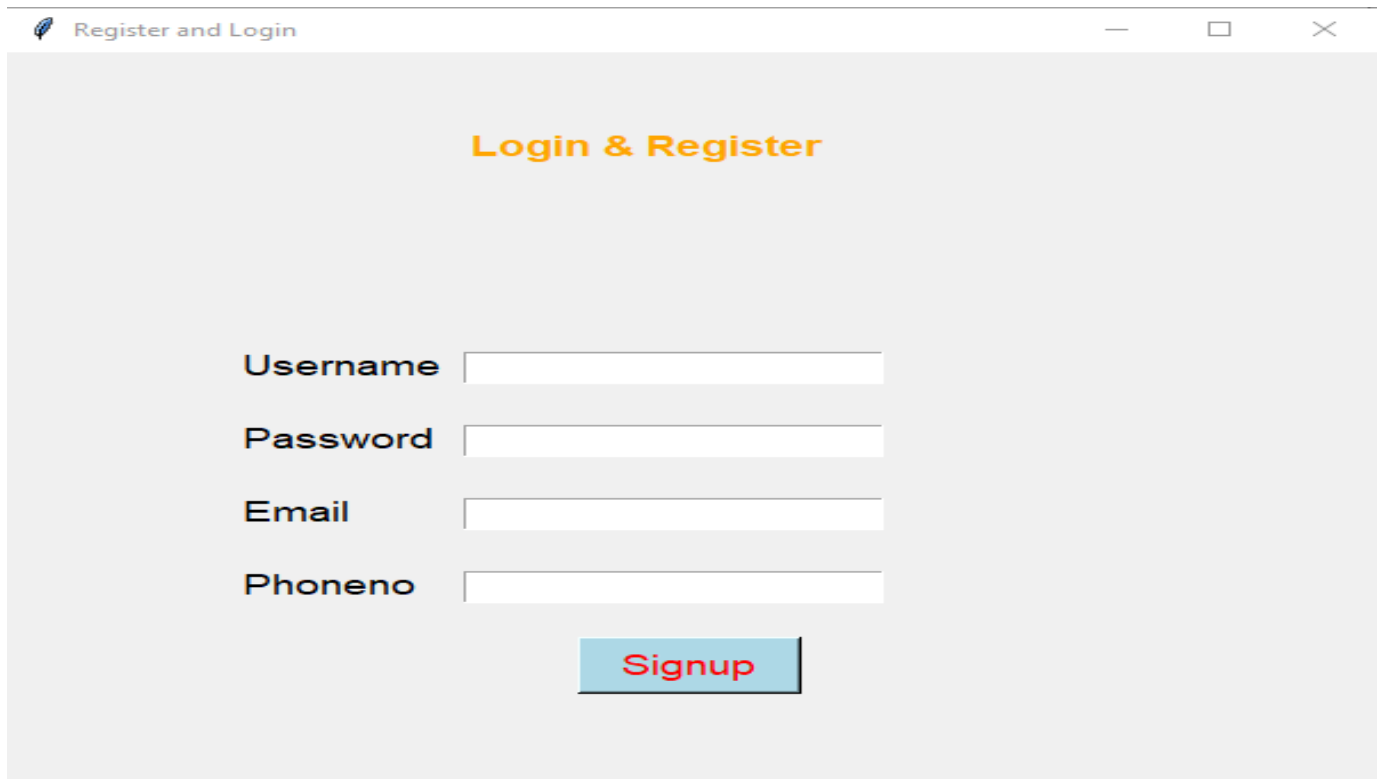 Register and Login
Login & Register
Username
Password
Email
Phoneno
Signup